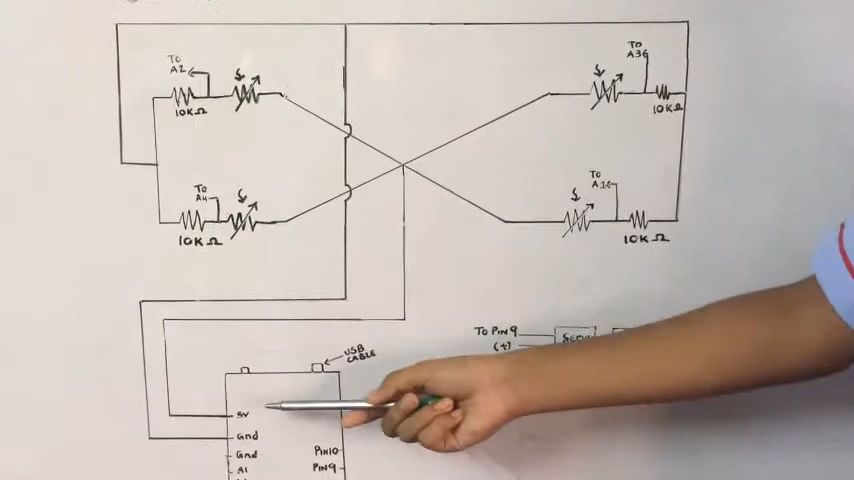 TO
A2
10KΩ
TO
A3
10KΩ
TO
A4
10KΩ
TO
A1
10KΩ
USB
CABLE
TO PIN 9
(+)
5V
Gnd
Gnd
A1
PIN10
PIN9